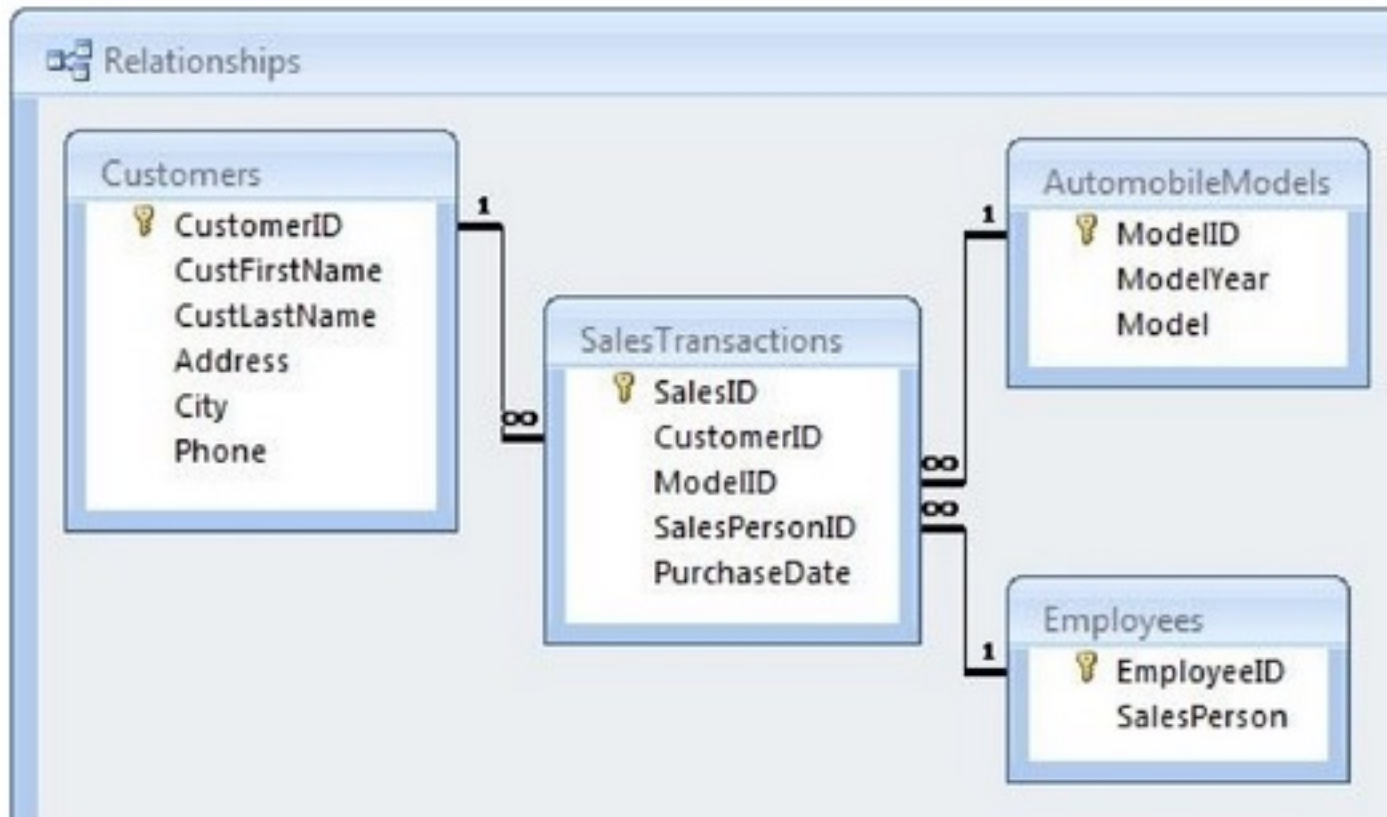 Relationships
Customers
CustomerID
CustFirstName
CustLastName
Address
City
Phone
1
∞
SalesTransactions
SalesID
CustomerID
ModelID
SalesPersonID
PurchaseDate
1
∞
AutomobileModels
ModelID
ModelYear
Model
∞
1
Employees
EmployeeID
SalesPerson